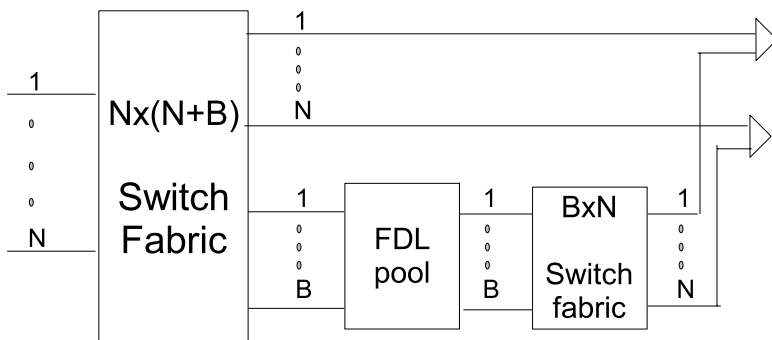 1
N
1
N
Nx(N+B)
Switch
Fabric
1
B
FDL
pool
1
B
BxN
Switch
fabric
1
N